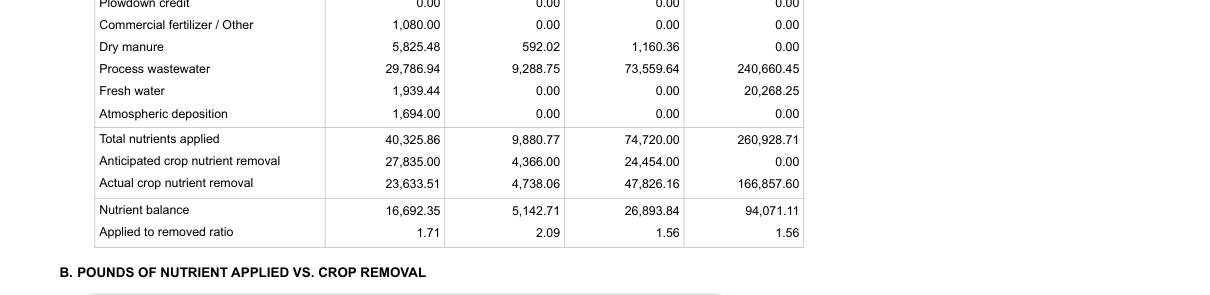 Plowdown credit 0.00 0.00 0.00 0.00
Commercial fertilizer / Other 1,080.00 0.00 0.00 0.00
Dry manure 5,825.48 592.02 1,160.36 0.00
Process wastewater 29,786.94 9,288.75 73,559.64 240,660.45
Fresh water 1,939.44 0.00 0.00 20,268.25
Atmospheric deposition 1,694.00 0.00 0.00 0.00
Total nutrients applied 40,325.86 9,880.77 74,720.00 260,928.71
Anticipated crop nutrient removal 27,835.00 4,366.00 24,454.00 0.00
Actual crop nutrient removal 23,633.51 4,738.06 47,826.16 166,857.60
Nutrient balance 16,692.35 5,142.71 26,893.84 94,071.11
Applied to removed ratio 1.71 2.09 1.56 1.56
B. POUNDS OF NUTRIENT APPLIED VS. CROP REMOVAL